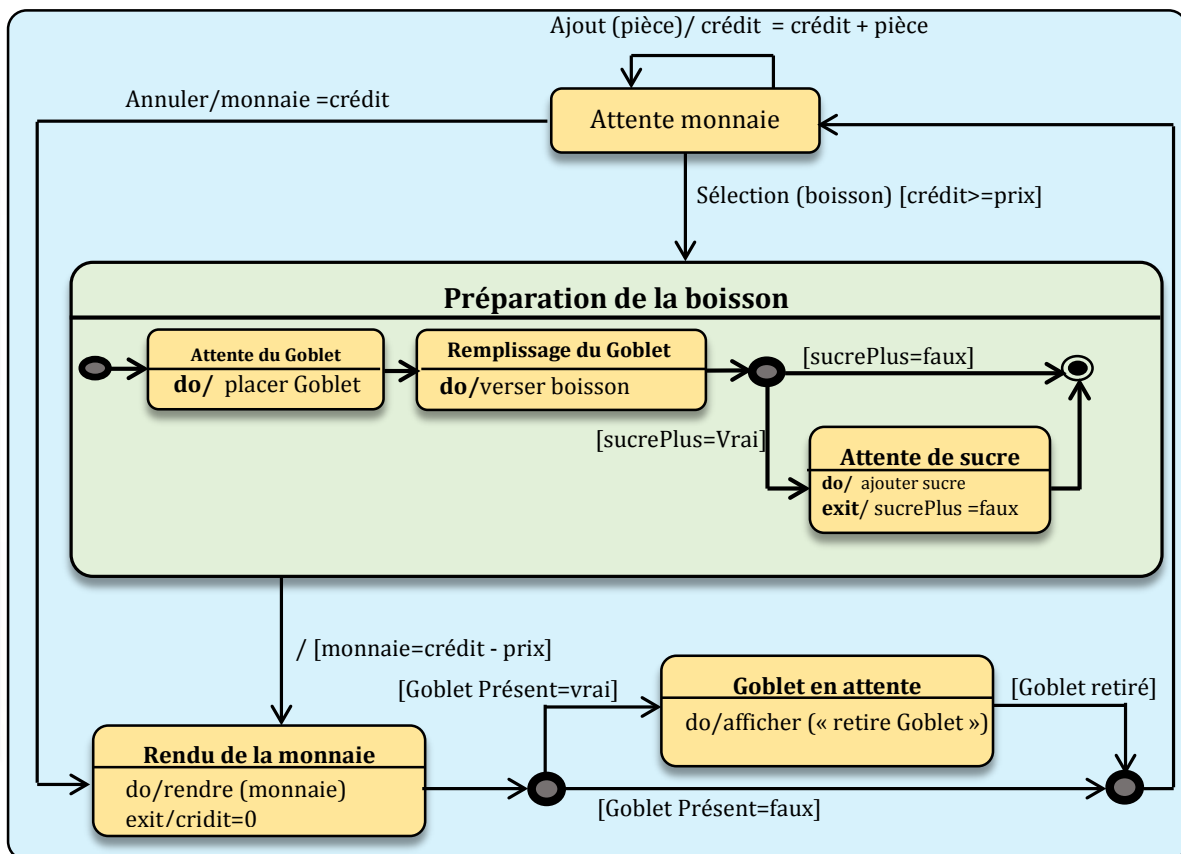 Ajout (pièce)/ crédit = crédit + pièce
Annuler/monnaie =crédit
Attente monnaie
Sélection (boisson) [crédit>=prix]
Préparation de la boisson
Attente du Goblet
do/ placer Goblet
Remplissage du Goblet
do/verser boisson
[sucrePlus=faux]
[sucrePlus=Vrai]
Attente de sucre
do/ ajouter sucre
exit/ sucrePlus =faux
/ [monnaie=crédit - prix]
[Goblet Présent=vrai]
Goblet en attente
do/afficher (« retire Goblet »)
[Goblet retiré]
Rendu de la monnaie
do/rendre (monnaie)
exit/cridit=0
[Goblet Présent=faux]